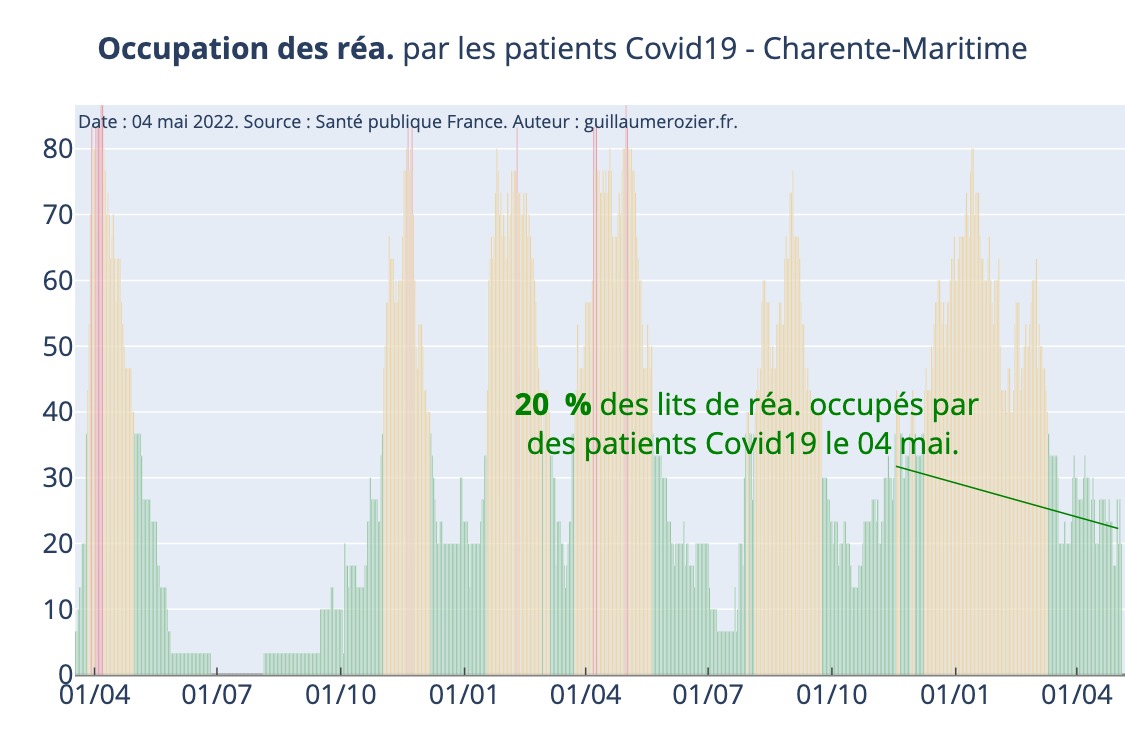 Occupation des réa. par les patients Covid19 - Charente-Maritime
Date : 04 mai 2022. Source : Santé publique France. Auteur : guillaumerozier.fr.
80
70
60
50
40
30
20
10
0
20 % des lits de réa. occupés par
des patients Covid19 le 04 mai.
01/04 01/07 01/10 01/01 01/04 01/07 01/10 01/01 01/04